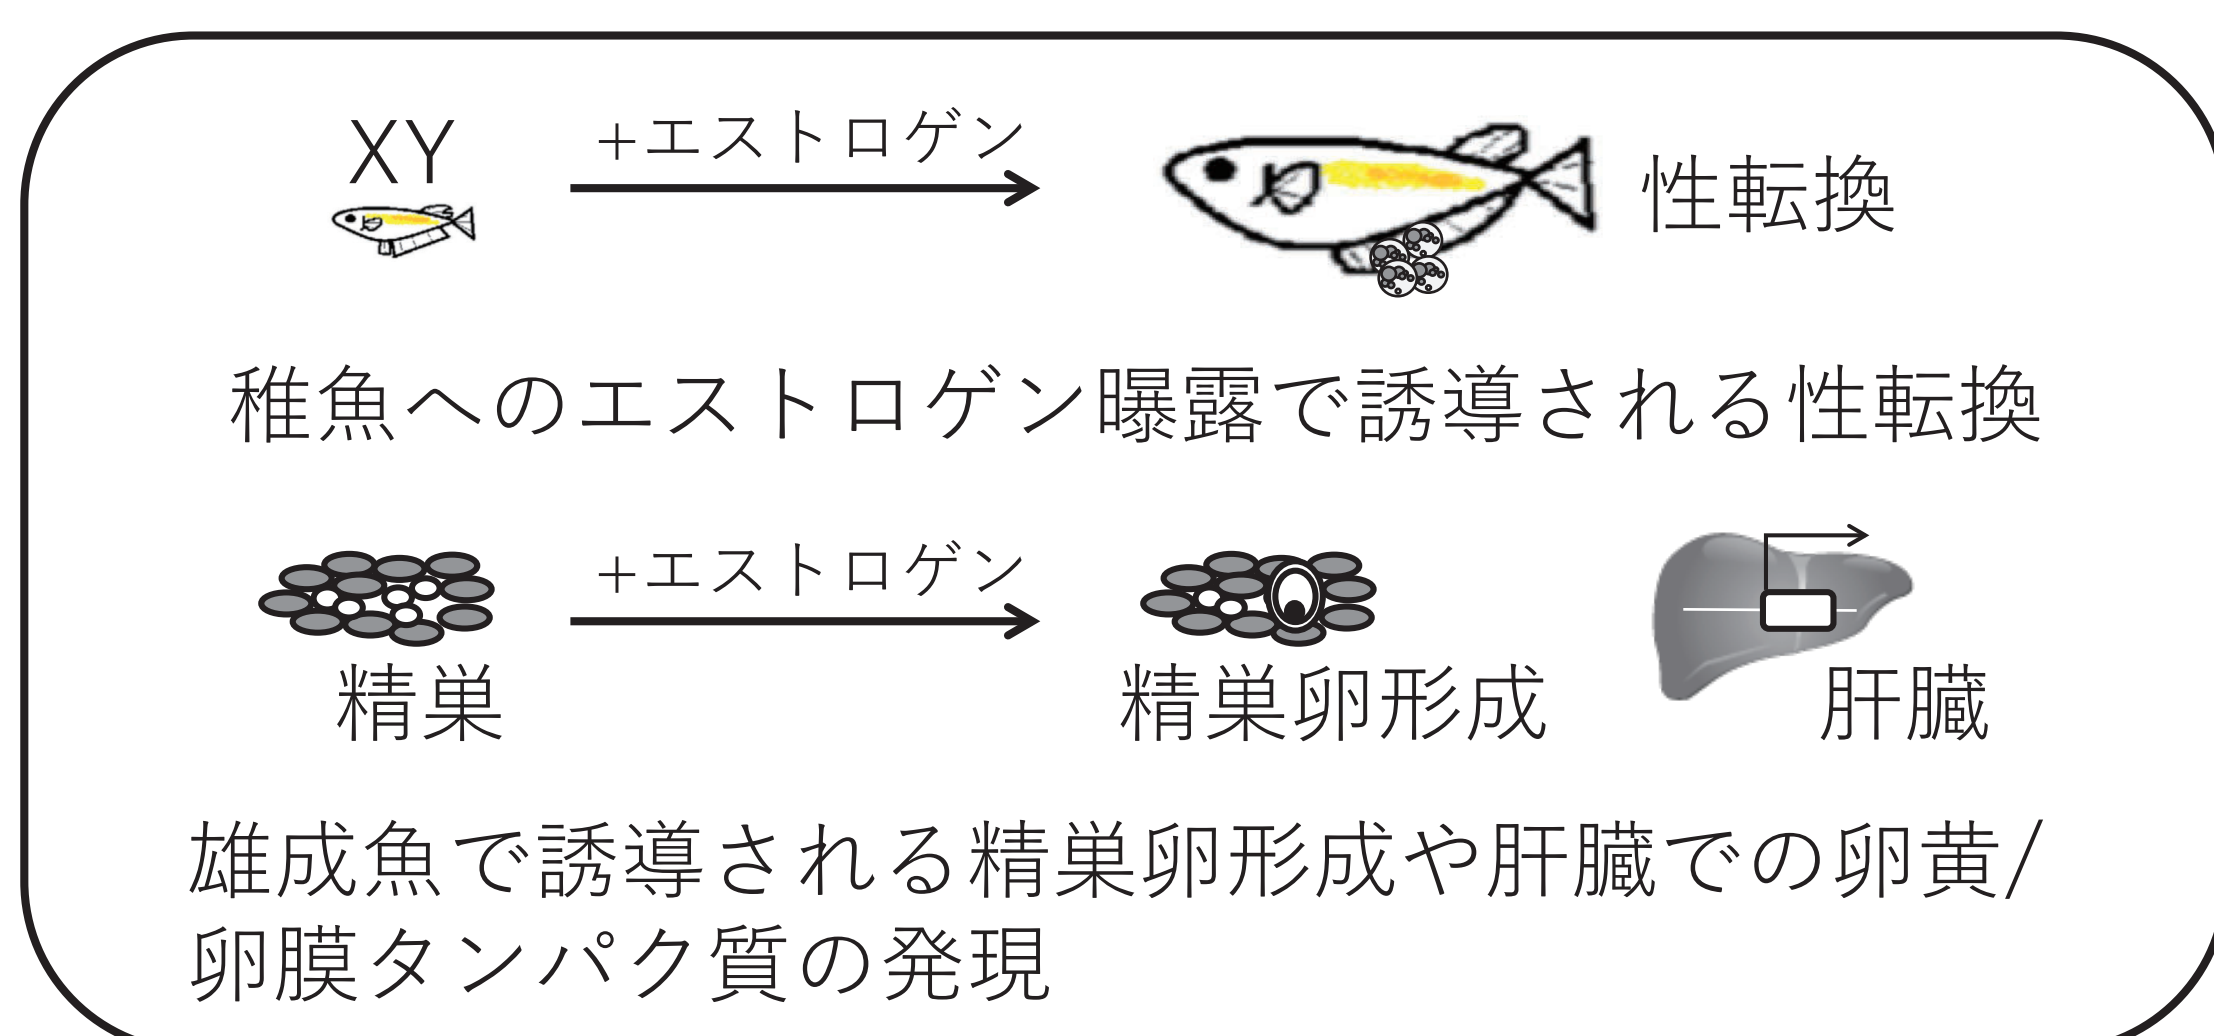 XY
+エストロゲン
性転換
稚魚へのエストロゲン曝露で誘導される性転換
+エストロゲン
精巣
精巣卵形成
肝臓
雄成魚で誘導される精巣卵形成や肝臓での卵黄/
卵膜タンパク質の発現